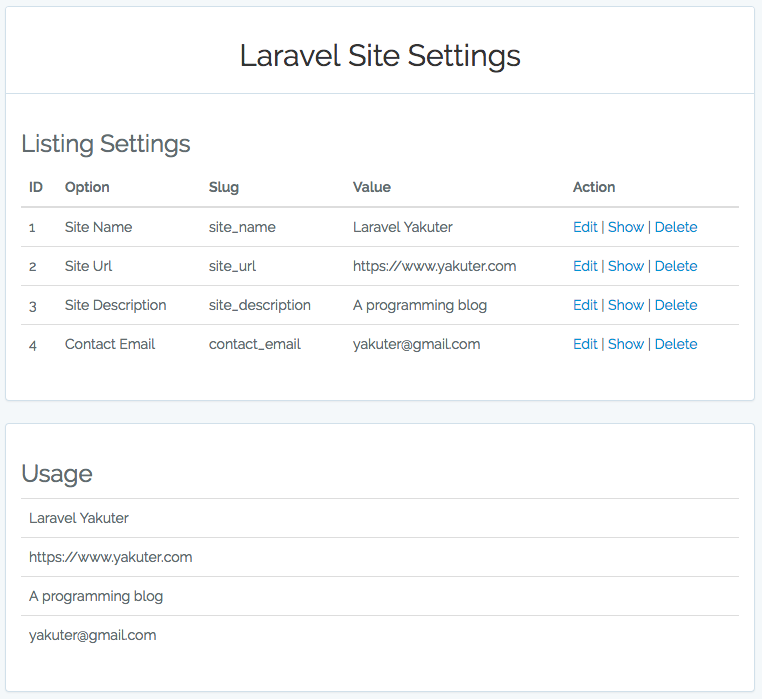 Laravel Site Settings
Listing Settings
ID Option Slug Value Action
1 Site Name site_name Laravel Yakuter Edit | Show | Delete
2 Site Url site_url https://www.yakuter.com Edit | Show | Delete
3 Site Description site_description A programming blog Edit | Show | Delete
4 Contact Email contact_email yakuter@gmail.com Edit | Show | Delete
Usage
Laravel Yakuter
https://www.yakuter.com
A programming blog
yakuter@gmail.com